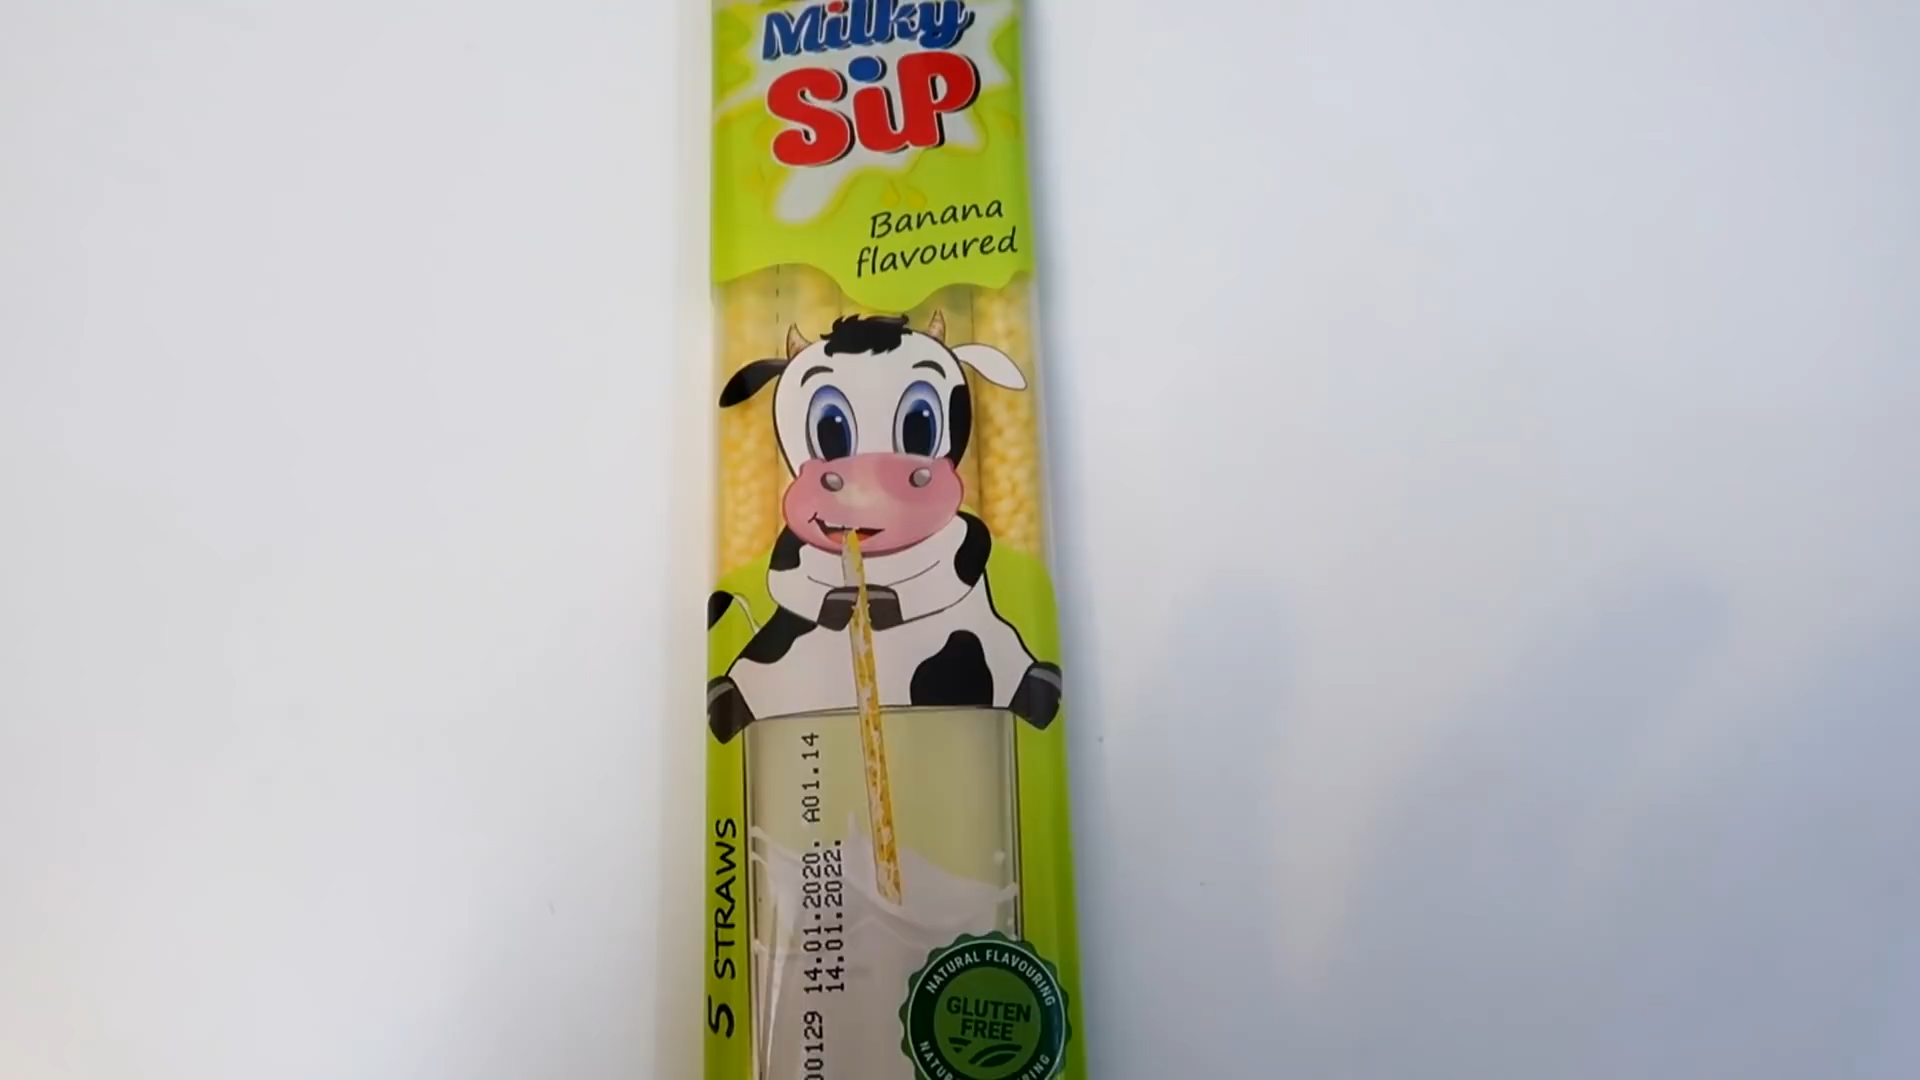 Milky
Sip
Banana
flavoured
5 STRAWS
00129 14.01.2020. A01.14
14.01.2022.
NATURAL FLAVOURING
GLUTEN
FREE